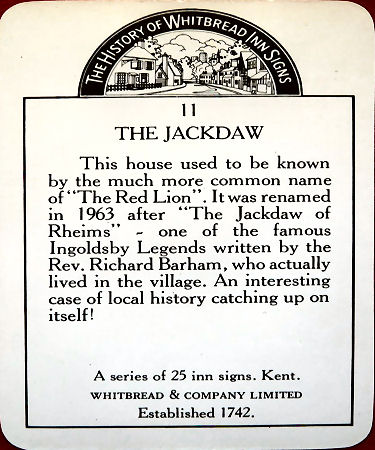 THE HISTORY OF WHITBREAD INN SIGNS
11
THE JACKDAW
This house used to be known
by the much more common name
of "The Red Lion". It was renamed
in 1963 after "The Jackdaw of
Rheims" - one of the famous
Ingoldsby Legends written by the
Rev. Richard Barham, who actually
lived in the village. An interesting
case of local history catching up on
itself!
A series of 25 inn signs. Kent.
WHITBREAD & COMPANY LIMITED
Established 1742.